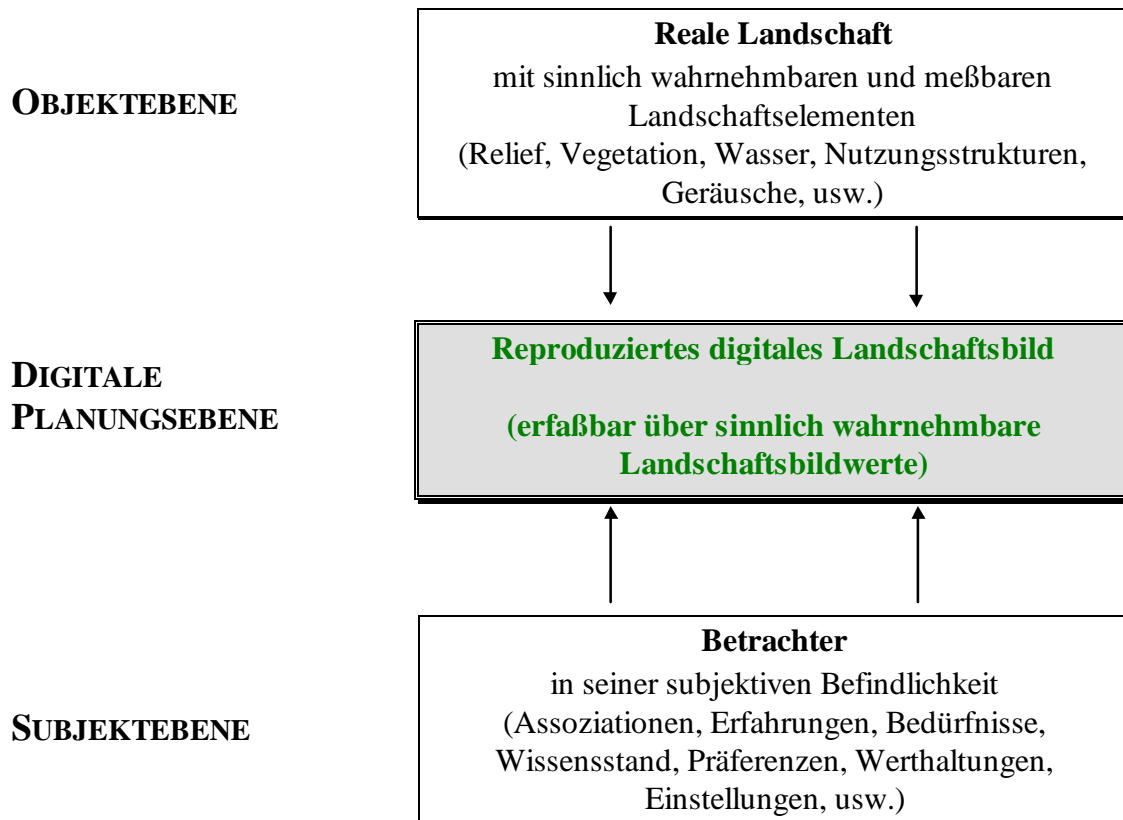 OBJEKTEBENE
Reale Landschaft
mit sinnlich wahrnehmbaren und meßbaren
Landschaftselementen
(Relief, Vegetation, Wasser, Nutzungsstrukturen,
Geräusche, usw.)
DIGITALE
PLANUNGSEBENE
Reproduziertes digitales Landschaftsbild
(erfaßbar über sinnlich wahrnehmbare
Landschaftsbildwerte)
SUBJEKTEBENE
Betrachter
in seiner subjektiven Befindlichkeit
(Assoziationen, Erfahrungen, Bedürfnisse,
Wissensstand, Präferenzen, Werthaltungen,
Einstellungen, usw.)